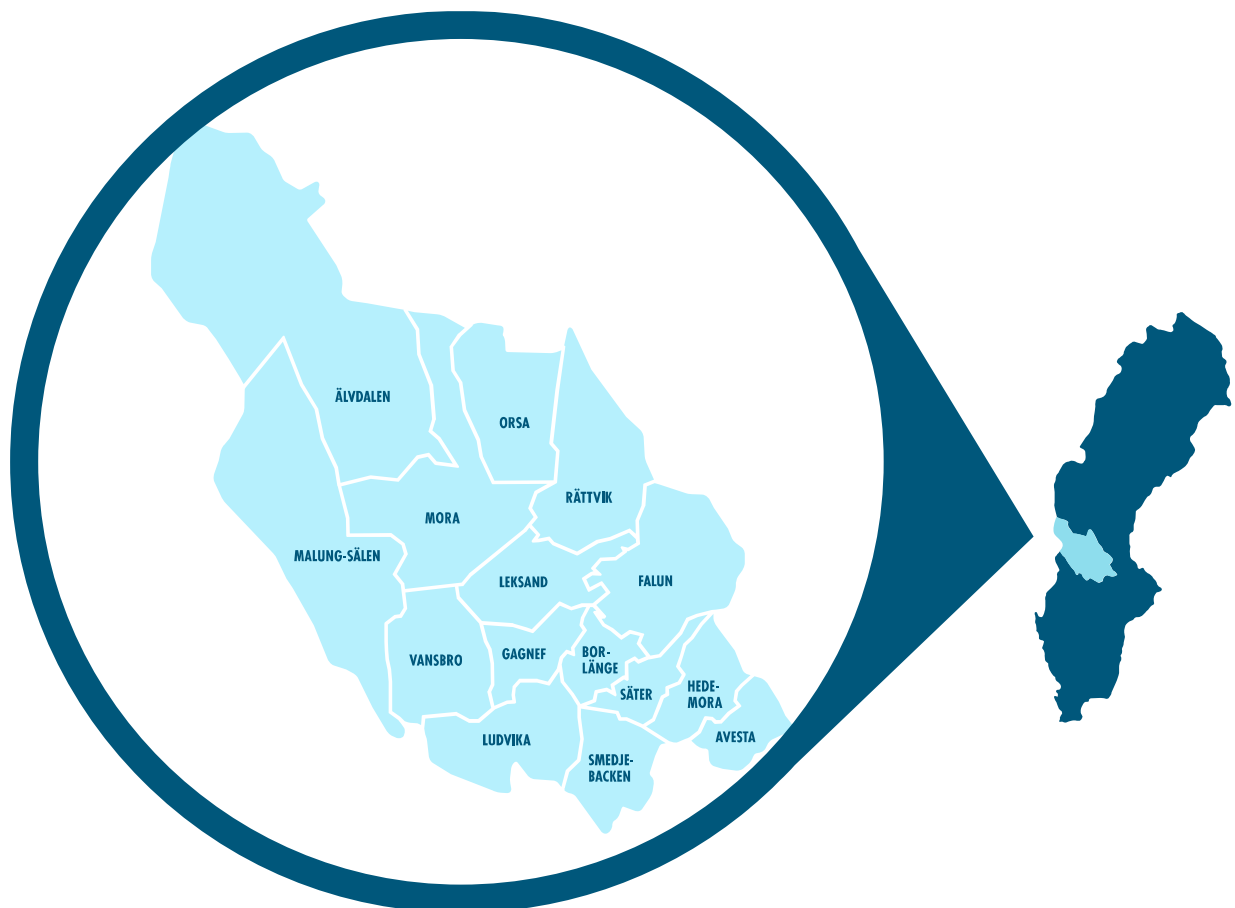 ÄLVDALEN
ORSA
RÄTTVIK
MORA
MALUNG-SÄLEN
LEKSAND
FALUN
VANSBRO
GAGNEF
BOR-
LÄNGE
SÄTER
HEDE-
MORA
LUDVIKA
AVESTA
SMEDJE-
BACKEN